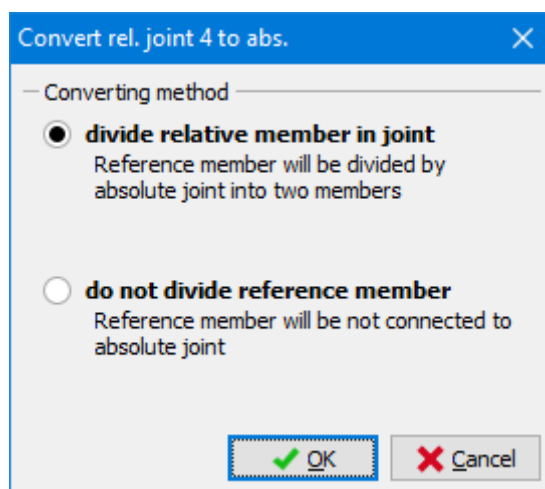 Convert rel. joint 4 to abs.
Converting method
divide relative member in joint
Reference member will be divided by
absolute joint into two members
do not divide reference member
Reference member will be not connected to
absolute joint
OK
Cancel